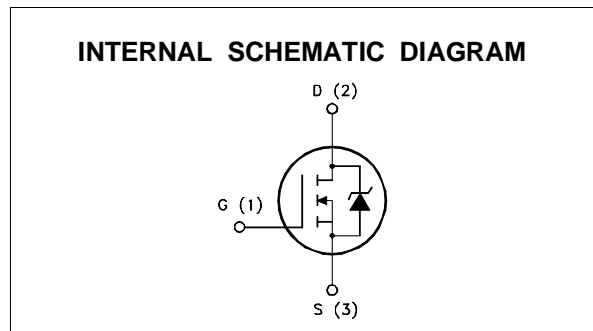 INTERNAL SCHEMATIC DIAGRAM
D (2)
G (1)
S (3)